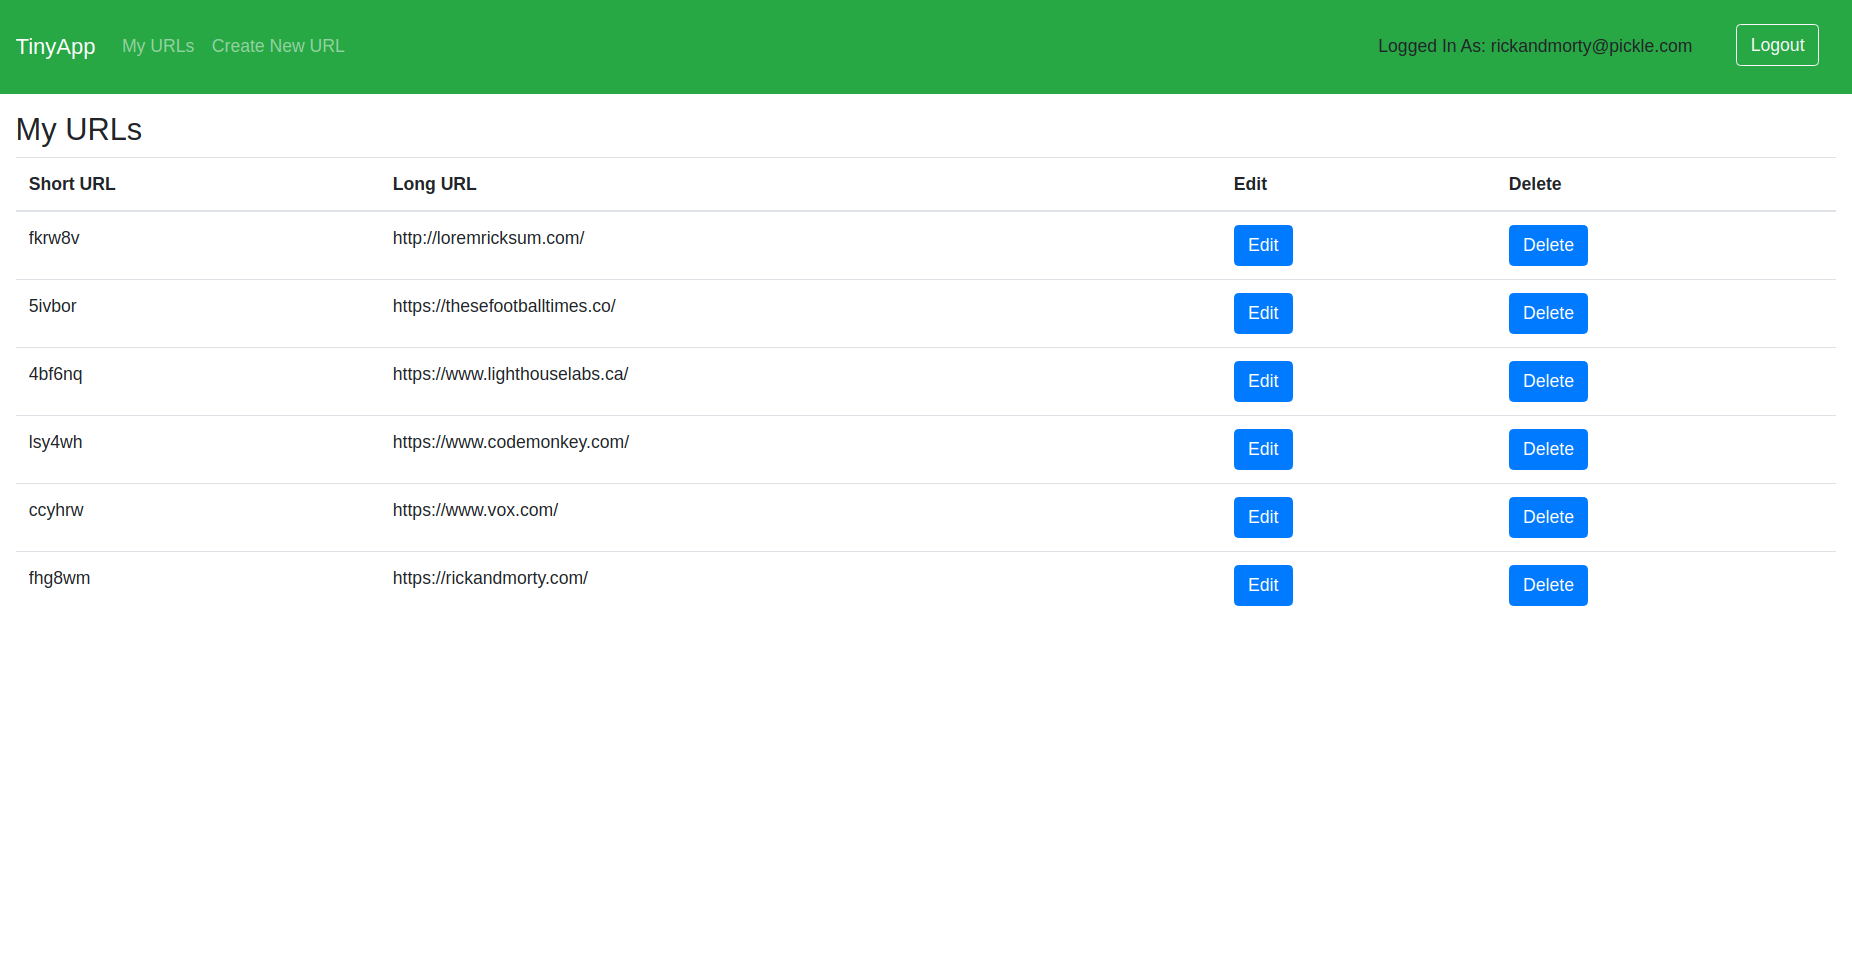 TinyApp My URLs Create New URL Logged In As: rickandmorty@pickle.com Logout
My URLs
Short URL Long URL Edit Delete
fkrw8v http://loremricksum.com/ Edit Delete
5ivbor https://thesefootballtimes.co/ Edit Delete
4bf6nq https://www.lighthouselabs.ca/ Edit Delete
lsy4wh https://www.codemonkey.com/ Edit Delete
ccyhrw https://www.vox.com/ Edit Delete
fhg8wm https://rickandmorty.com/ Edit Delete